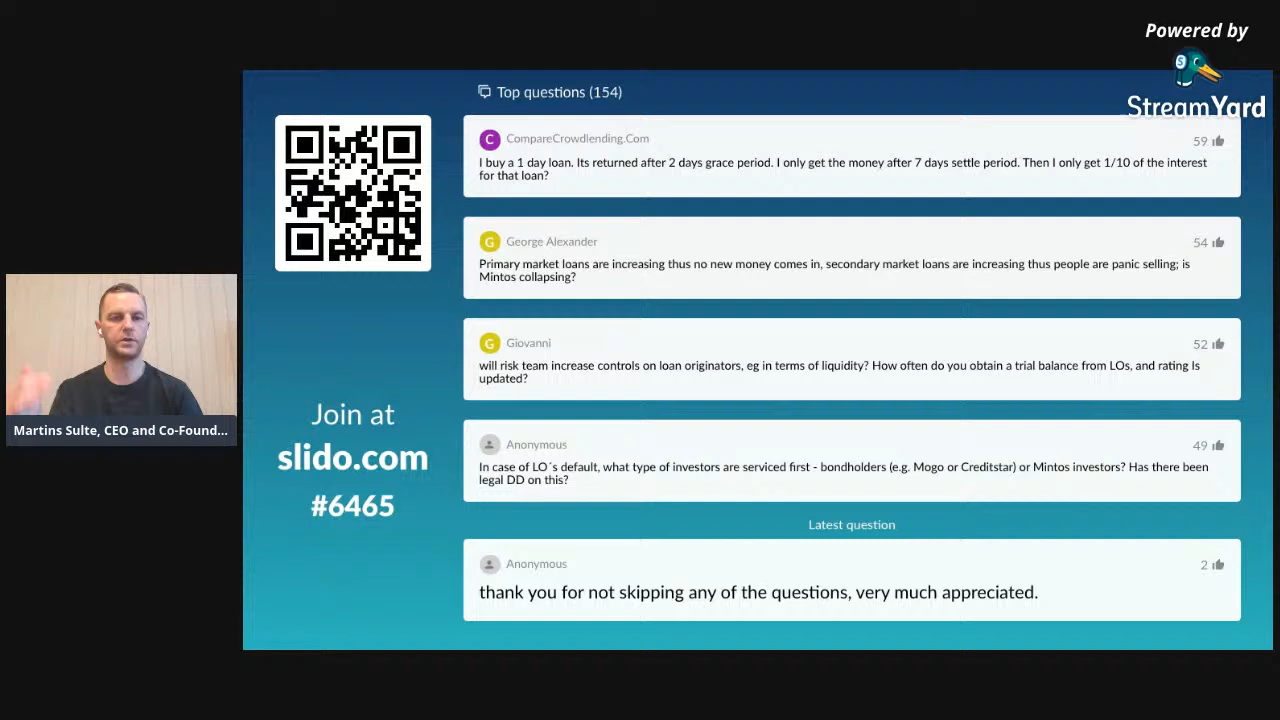 Powered by
StreamYard
Top questions (154)
C
CompareCrowdlending.Com
59
I buy a 1 day loan. Its returned after 2 days grace period. I only get the money after 7 days settle period. Then I only get 1/10 of the interest
for that loan?
G
George Alexander
54
Primary market loans are increasing thus no new money comes in, secondary market loans are increasing thus people are panic selling; is
Mintos collapsing?
G
Giovanni
52
will risk team increase controls on loan originators, eg in terms of liquidity? How often do you obtain a trial balance from LOs, and rating Is
updated?
Anonymous
49
In case of LO´s default, what type of investors are serviced first - bondholders (e.g. Mogo or Creditstar) or Mintos investors? Has there been
legal DD on this?
Latest question
Anonymous
2
thank you for not skipping any of the questions, very much appreciated.
Join at
slido.com
#6465
Martins Sulte, CEO and Co-Found...